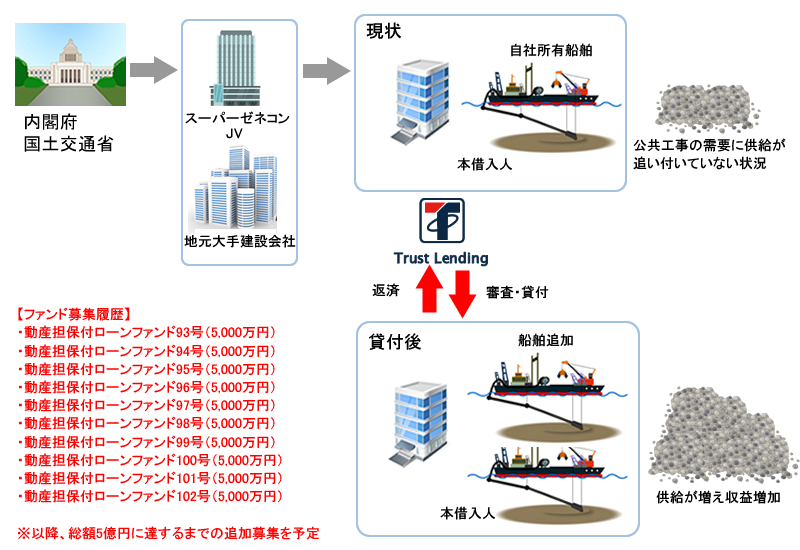 内閣府
国土交通省
スーパーゼネコン
JV
地元大手建設会社
現状
自社所有船舶
本借入人
公共工事の需要に供給が
追い付いていない状況
Trust Lending
返済
審査・貸付
【ファンド募集履歴】
・動産担保付ローンファンド93号(5,000万円)
・動産担保付ローンファンド94号(5,000万円)
・動産担保付ローンファンド95号(5,000万円)
・動産担保付ローンファンド96号(5,000万円)
・動産担保付ローンファンド97号(5,000万円)
・動産担保付ローンファンド98号(5,000万円)
・動産担保付ローンファンド99号(5,000万円)
・動産担保付ローンファンド100号(5,000万円)
・動産担保付ローンファンド101号(5,000万円)
・動産担保付ローンファンド102号(5,000万円)
※以降、総額5億円に達するまでの追加募集を予定
貸付後
船舶追加
本借入人
供給が増え収益増加